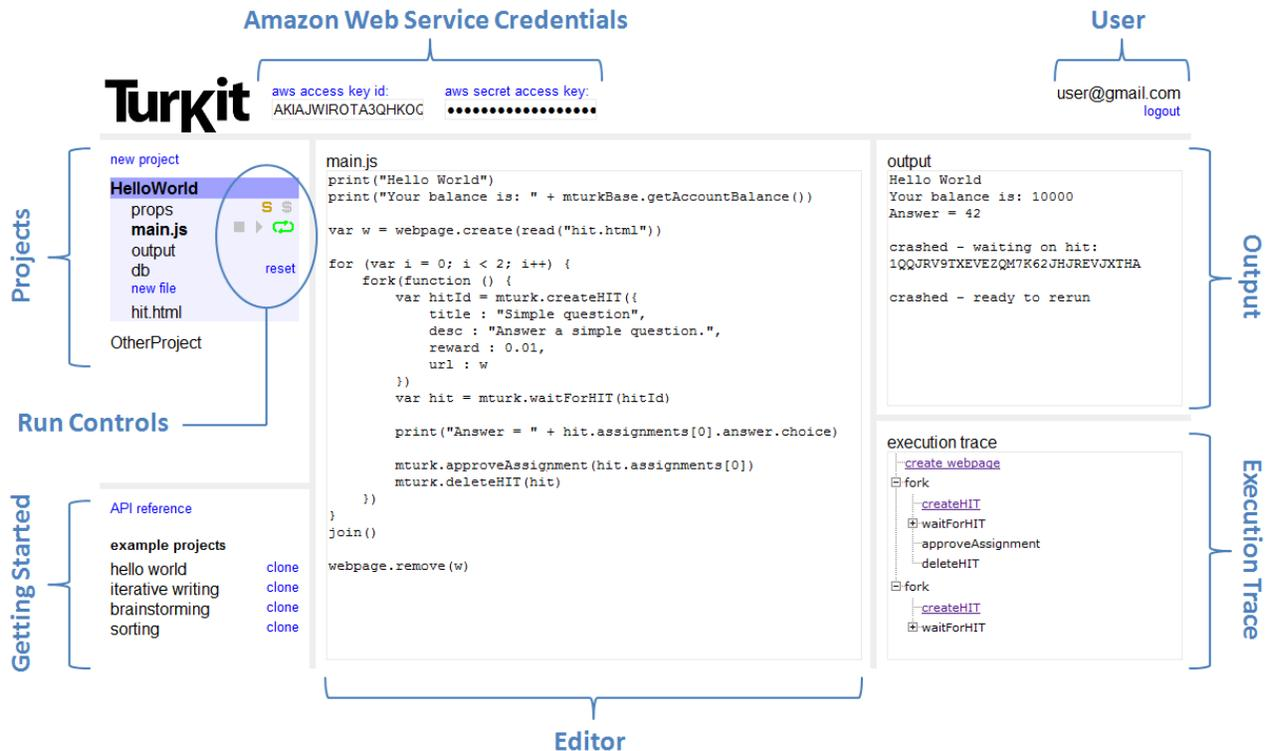 Amazon Web Service Credentials
User
TurKit
aws access key id:
AKIAJWIROTA3QHKOC
aws secret access key:
••••••••••••••••••
user@gmail.com
logout
Projects
new project
HelloWorld
props
S $
main.js
output
db
reset
new file
hit.html
OtherProject
Run Controls
Getting Started
API reference
example projects
hello world clone
iterative writing clone
brainstorming clone
sorting clone
main.js
print("Hello World")
print("Your balance is: " + mturkBase.getAccountBalance())
var w = webpage.create(read("hit.html"))
for (var i = 0; i < 2; i++) {
    fork(function () {
        var hitId = mturk.createHIT({
            title : "Simple question",
            desc : "Answer a simple question.",
            reward : 0.01,
            url : w
        })
        var hit = mturk.waitForHIT(hitId)
        print("Answer = " + hit.assignments[0].answer.choice)
        mturk.approveAssignment(hit.assignments[0])
        mturk.deleteHIT(hit)
    })
}
join()
webpage.remove(w)
Editor
output
Hello World
Your balance is: 10000
Answer = 42
crashed - waiting on hit:
1QQJRV9TXEVEZQM7K62JHJREVJXTHA
crashed - ready to rerun
Output
execution trace
create webpage
fork
createHIT
waitForHIT
approveAssignment
deleteHIT
fork
createHIT
waitForHIT
Execution Trace